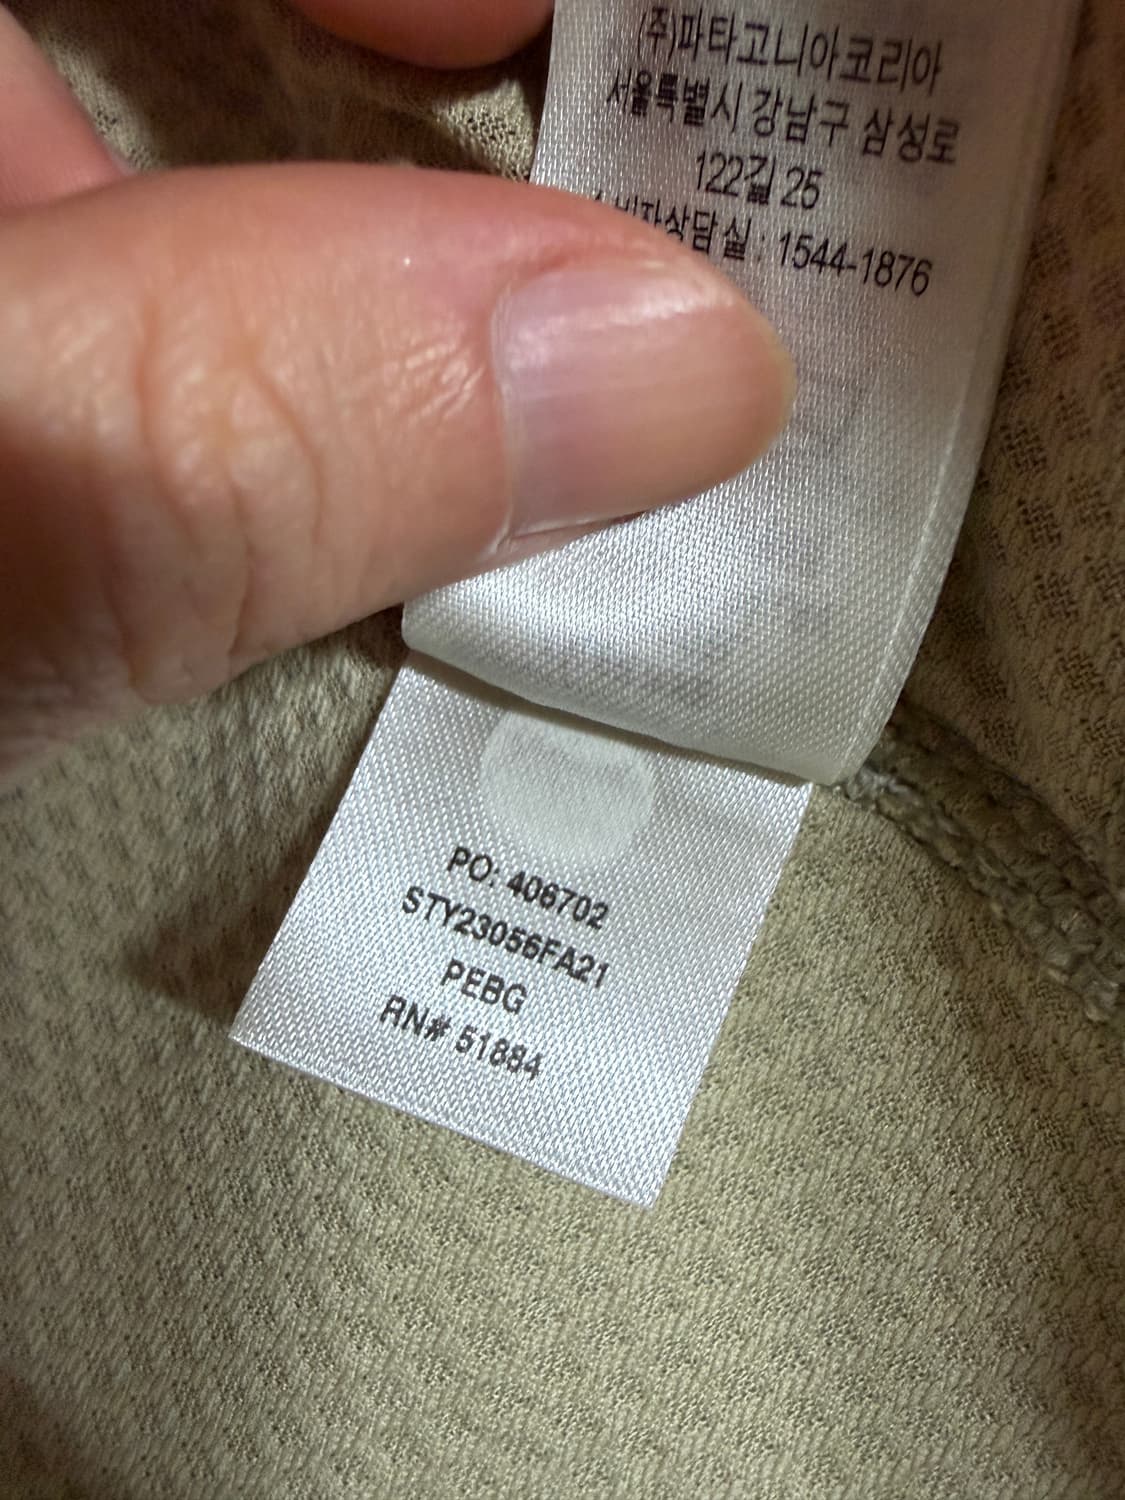 (주)파타고니아코리아
서울특별시 강남구 삼성로
122길 25
: 1544-1876
PO: 406702
STY23056FA21
PEBG
RN# 51884